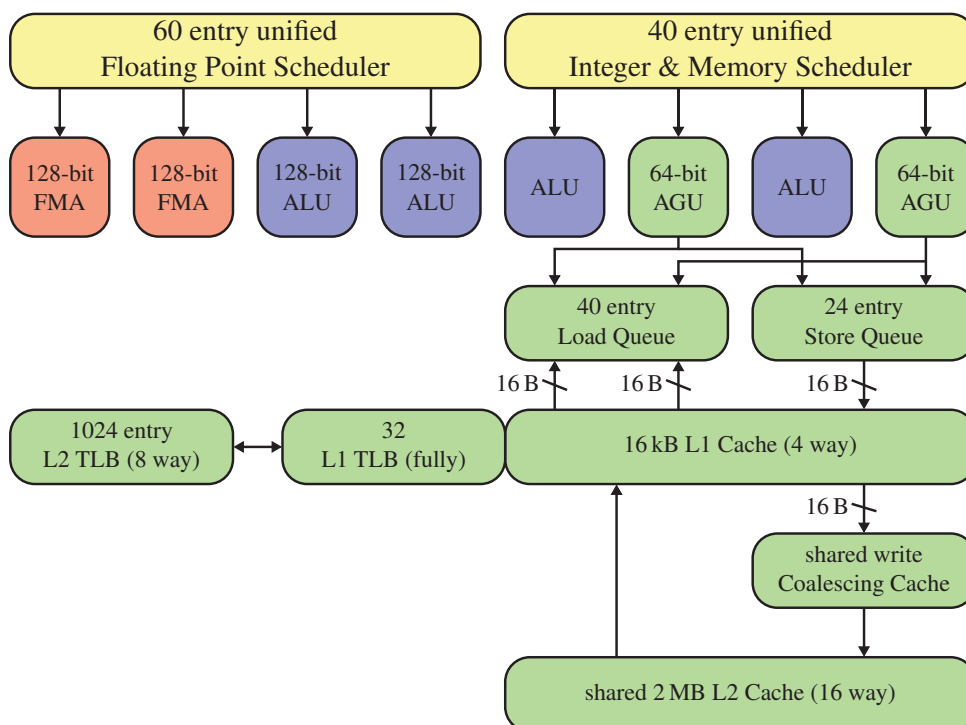 60 entry unified
Floating Point Scheduler
40 entry unified
Integer & Memory Scheduler
128-bit
FMA
128-bit
FMA
128-bit
ALU
128-bit
ALU
ALU
64-bit
AGU
ALU
64-bit
AGU
40 entry
Load Queue
24 entry
Store Queue
16 B
16 B
16 B
1024 entry
L2 TLB (8 way)
32
L1 TLB (fully)
16 kB L1 Cache (4 way)
16 B
shared write
Coalescing Cache
shared 2 MB L2 Cache (16 way)